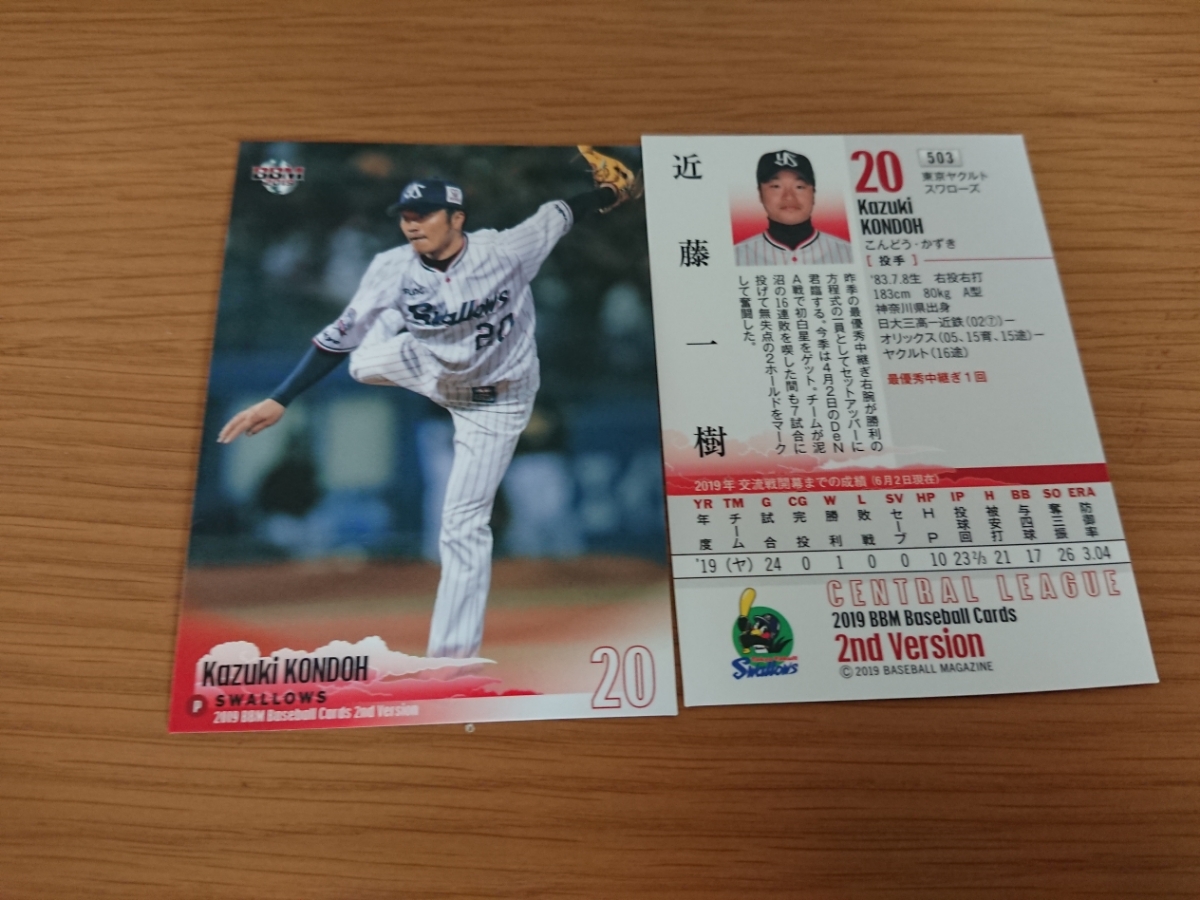 BBM
Swallows
20
Kazuki KONDOH
P SWALLOWS
2019 BBM Baseball Cards 2nd Version
20
近藤一樹
20
503
東京ヤクルト
スワローズ
Kazuki
KONDOH
こんどう・かずき
[投手]
'83.7.8生 右投右打
183cm 80kg A型
神奈川県出身
日大三高－近鉄(02⑦)－
オリックス(05、15育、15途)－
ヤクルト(16途)
最優秀中継ぎ1回
昨季の最優秀中継ぎ右腕が勝利の
方程式の一員としてセットアッパーに
君臨する。今季は4月2日のDeN
A戦で初白星をゲット。チームが泥
沼の16連敗を喫した間も7試合に
投げて無失点の2ホールドをマーク
して奮闘した。
2019年 交流戦開幕までの成績(6月2日現在)
YR TM G CG W L SV HP IP H BB SO ERA
年度 チーム 試合 完投 勝利 敗戦 セーブ HP 投球回 被安打 与四球 奪三振 防御率
'19 (ヤ) 24 0 1 0 0 10 23 2/3 21 17 26 3.04
CENTRAL LEAGUE
2019 BBM Baseball Cards
2nd Version
© 2019 BASEBALL MAGAZINE
Swallows